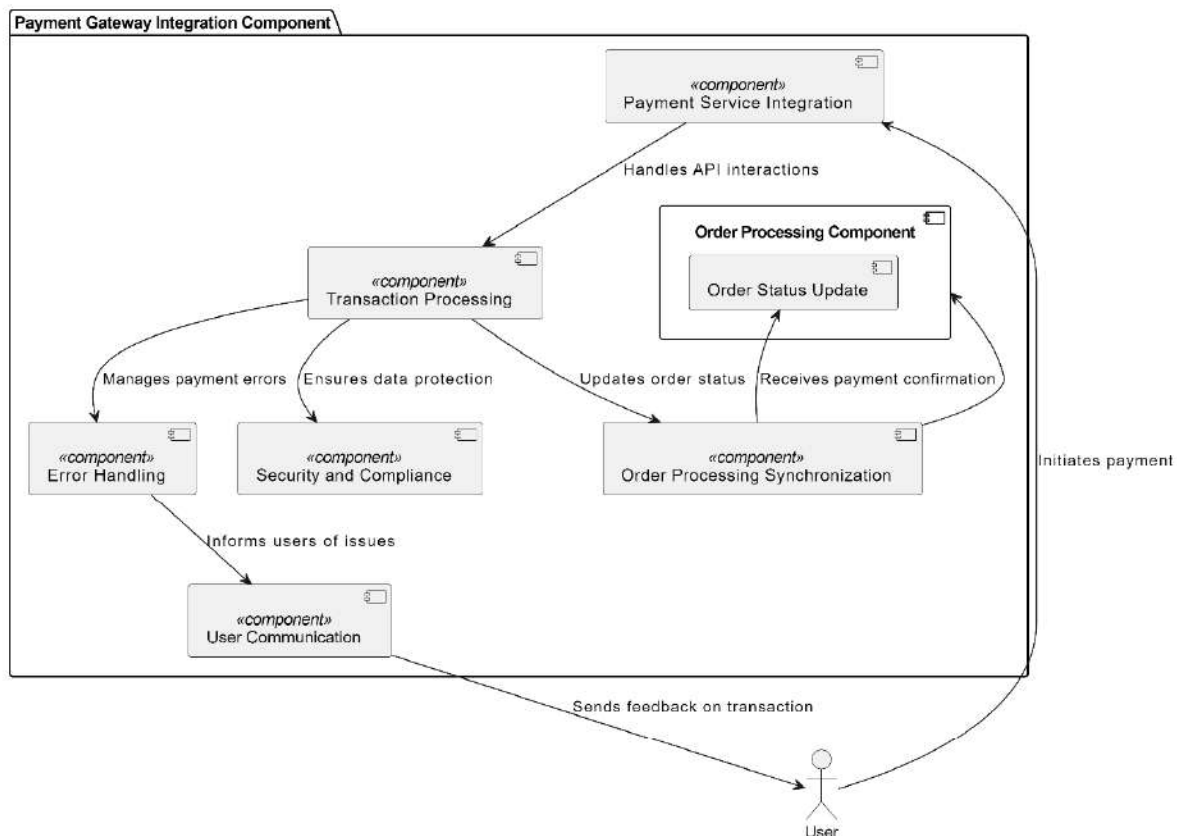 Payment Gateway Integration Component
«component»
Payment Service Integration
Handles API interactions
Order Processing Component
Order Status Update
«component»
Transaction Processing
Manages payment errors
Ensures data protection
Updates order status
Receives payment confirmation
«component»
Error Handling
«component»
Security and Compliance
«component»
Order Processing Synchronization
Initiates payment
Informs users of issues
«component»
User Communication
Sends feedback on transaction
User